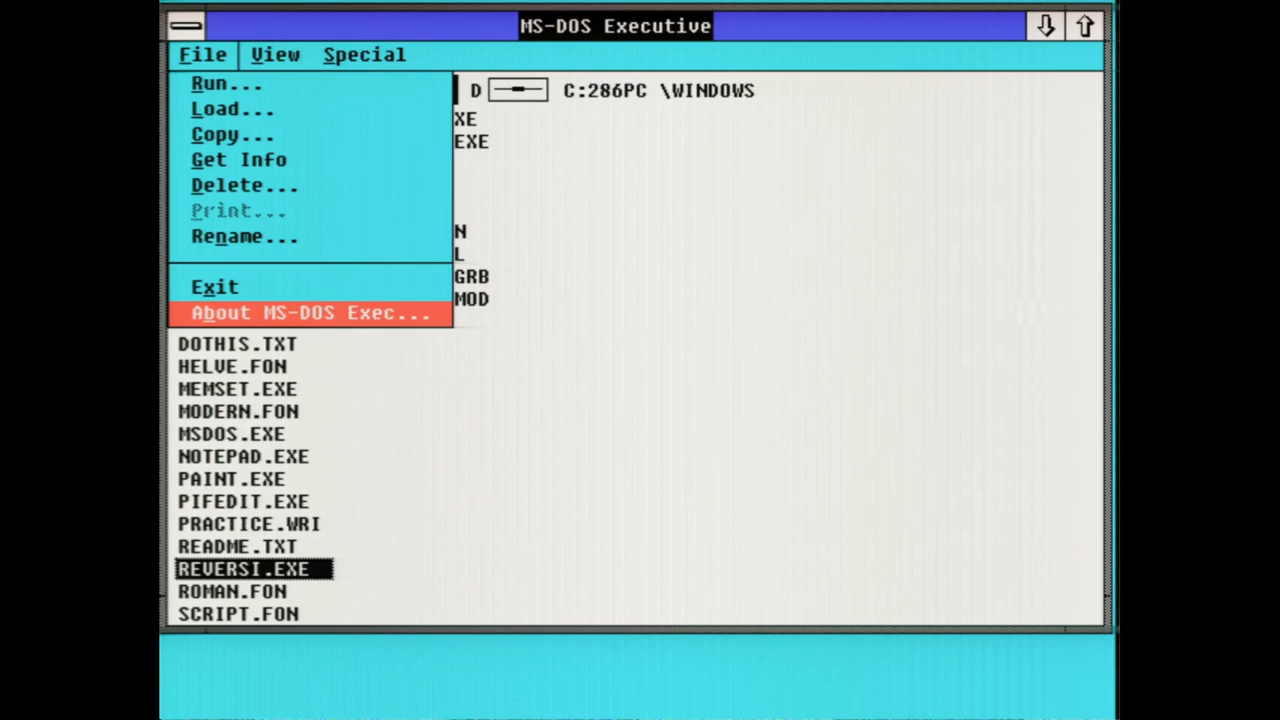 MS-DOS Executive
File View Special
Run...
D C:286PC \WINDOWS
Load...
XE
Copy...
EXE
Get Info
Delete...
Print...
Rename...
N
L
GRB
Exit
MOD
About MS-DOS Exec...
DOTHIS.TXT
HELVE.FON
MEMSET.EXE
MODERN.FON
MSDOS.EXE
NOTEPAD.EXE
PAINT.EXE
PIFEDIT.EXE
PRACTICE.WRI
README.TXT
REVERSI.EXE
ROMAN.FON
SCRIPT.FON